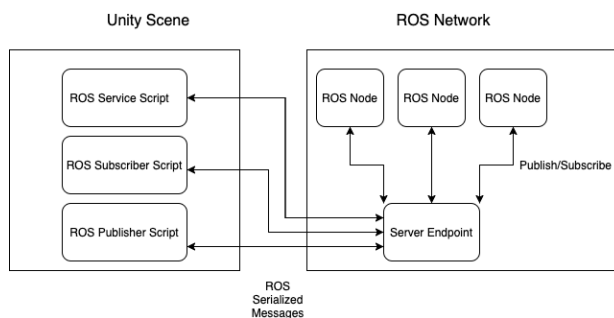 Unity Scene
ROS Network
ROS Service Script
ROS Subscriber Script
ROS Publisher Script
ROS Node
ROS Node
ROS Node
Publish/Subscribe
Server Endpoint
ROS
Serialized
Messages